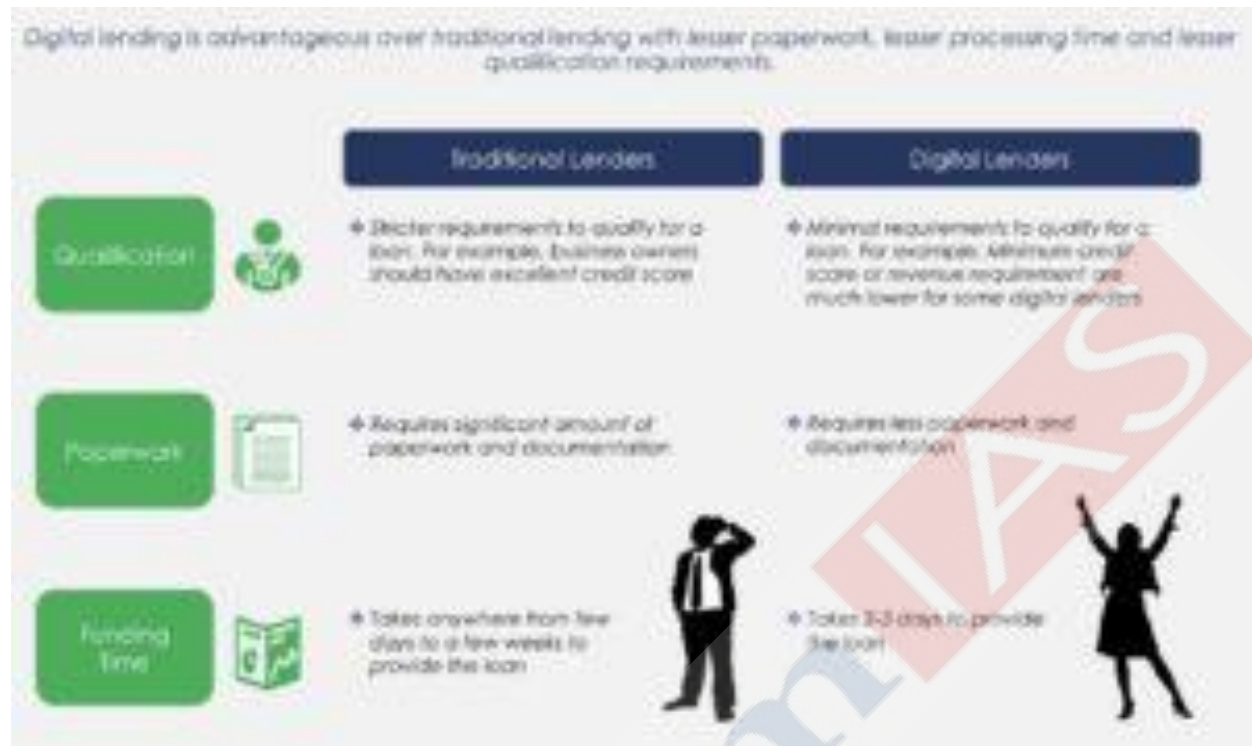 Digital lending is advantageous over traditional lending with lesser paperwork, lesser processing time and lesser
qualification requirements.
Traditional Lenders
Digital Lenders
Qualification
❖ Stricter requirements to qualify for a
loan. For example, business owners
should have excellent credit score
❖ Minimal requirements to qualify for a
loan. For example, Minimum credit
score or revenue requirement are
much lower for some digital lenders
Paperwork
❖ Requires significant amount of
paperwork and documentation
❖ Requires less paperwork and
documentation
Funding
Time
❖ Takes anywhere from few
days to a few weeks to
provide the loan
❖ Takes days to provide
the loan
IAS